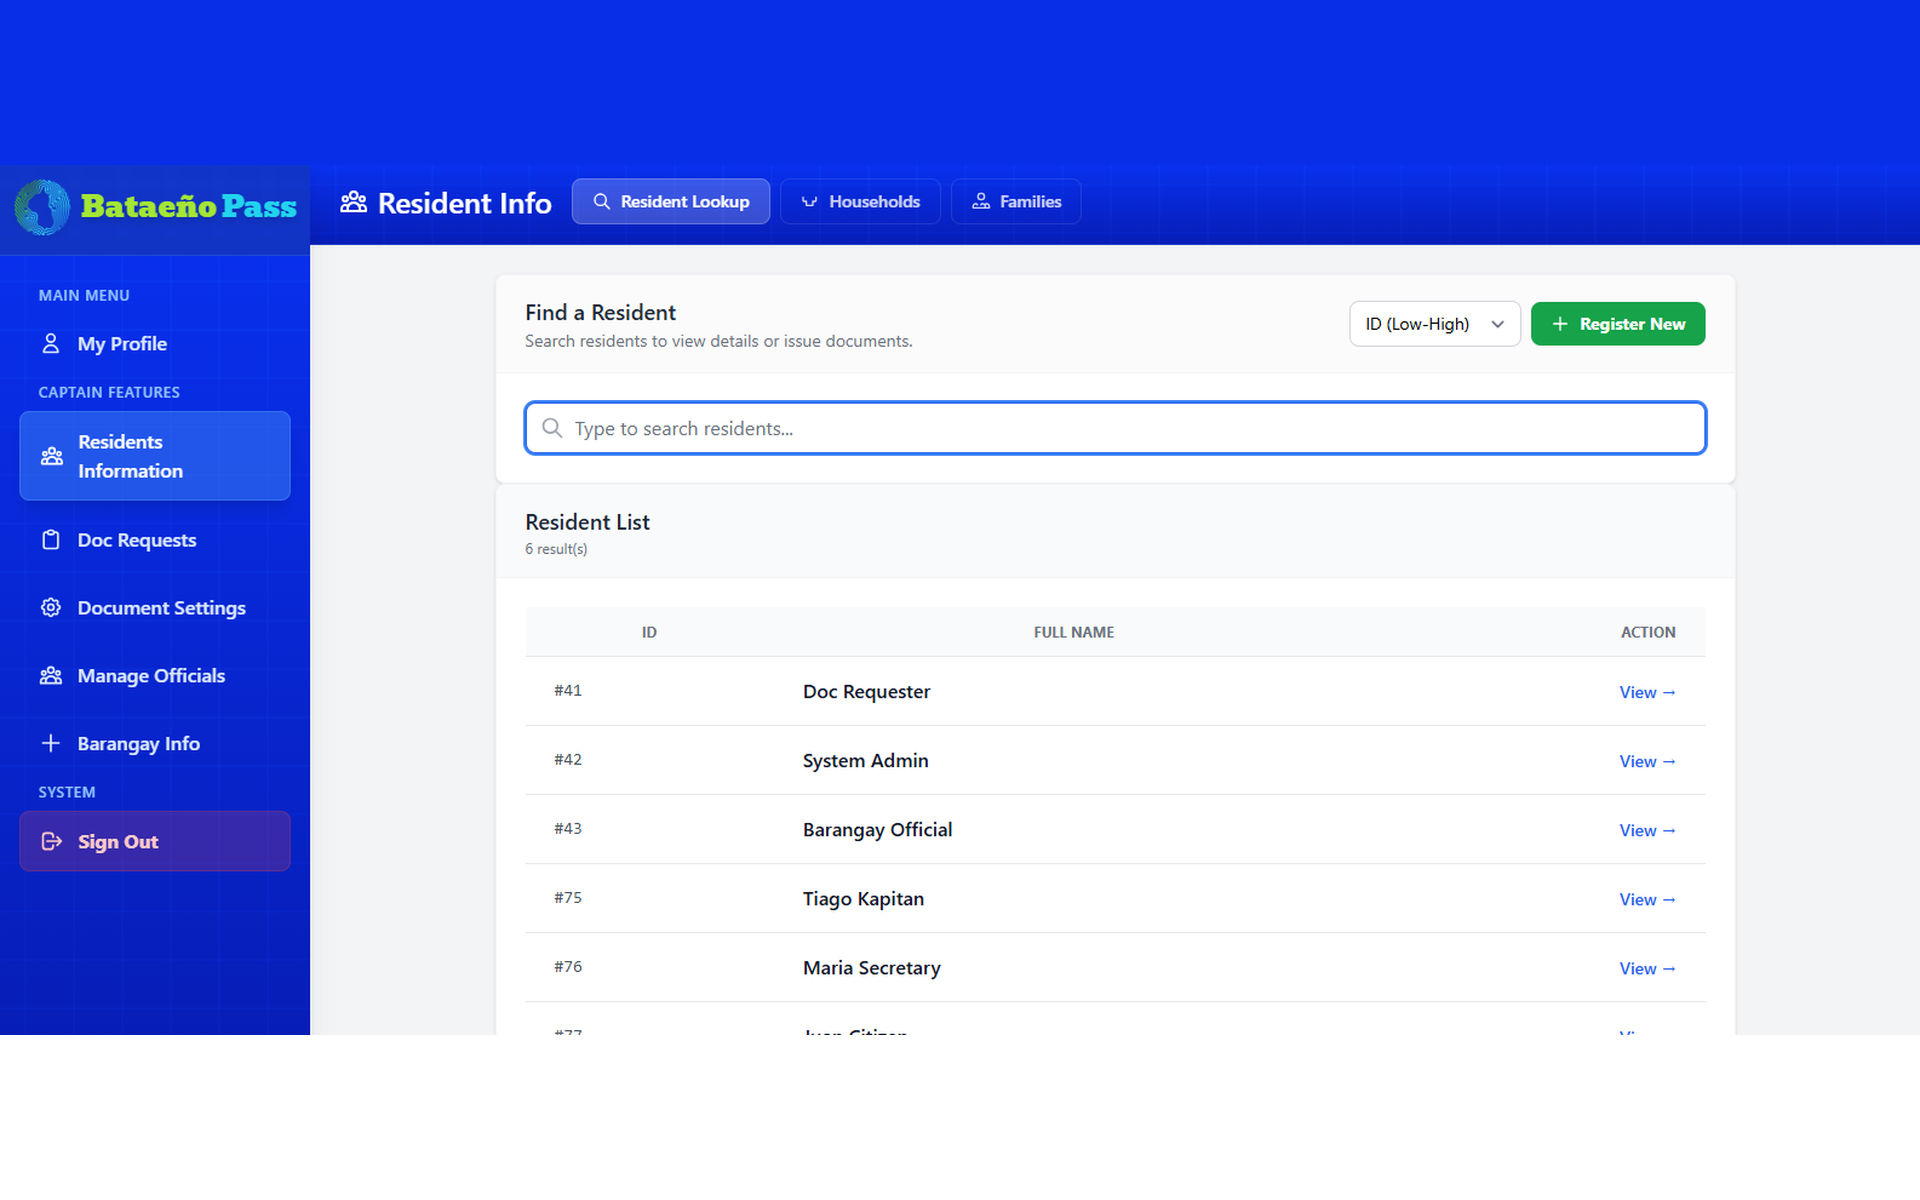 Bataeño Pass
Resident Info
Resident Lookup
Households
Families
MAIN MENU
My Profile
CAPTAIN FEATURES
Residents
Information
Doc Requests
Document Settings
Manage Officials
Barangay Info
SYSTEM
Sign Out
Find a Resident
Search residents to view details or issue documents.
ID (Low-High)
Register New
Type to search residents...
Resident List
6 result(s)
ID FULL NAME ACTION
#41 Doc Requester View →
#42 System Admin View →
#43 Barangay Official View →
#75 Tiago Kapitan View →
#76 Maria Secretary View →